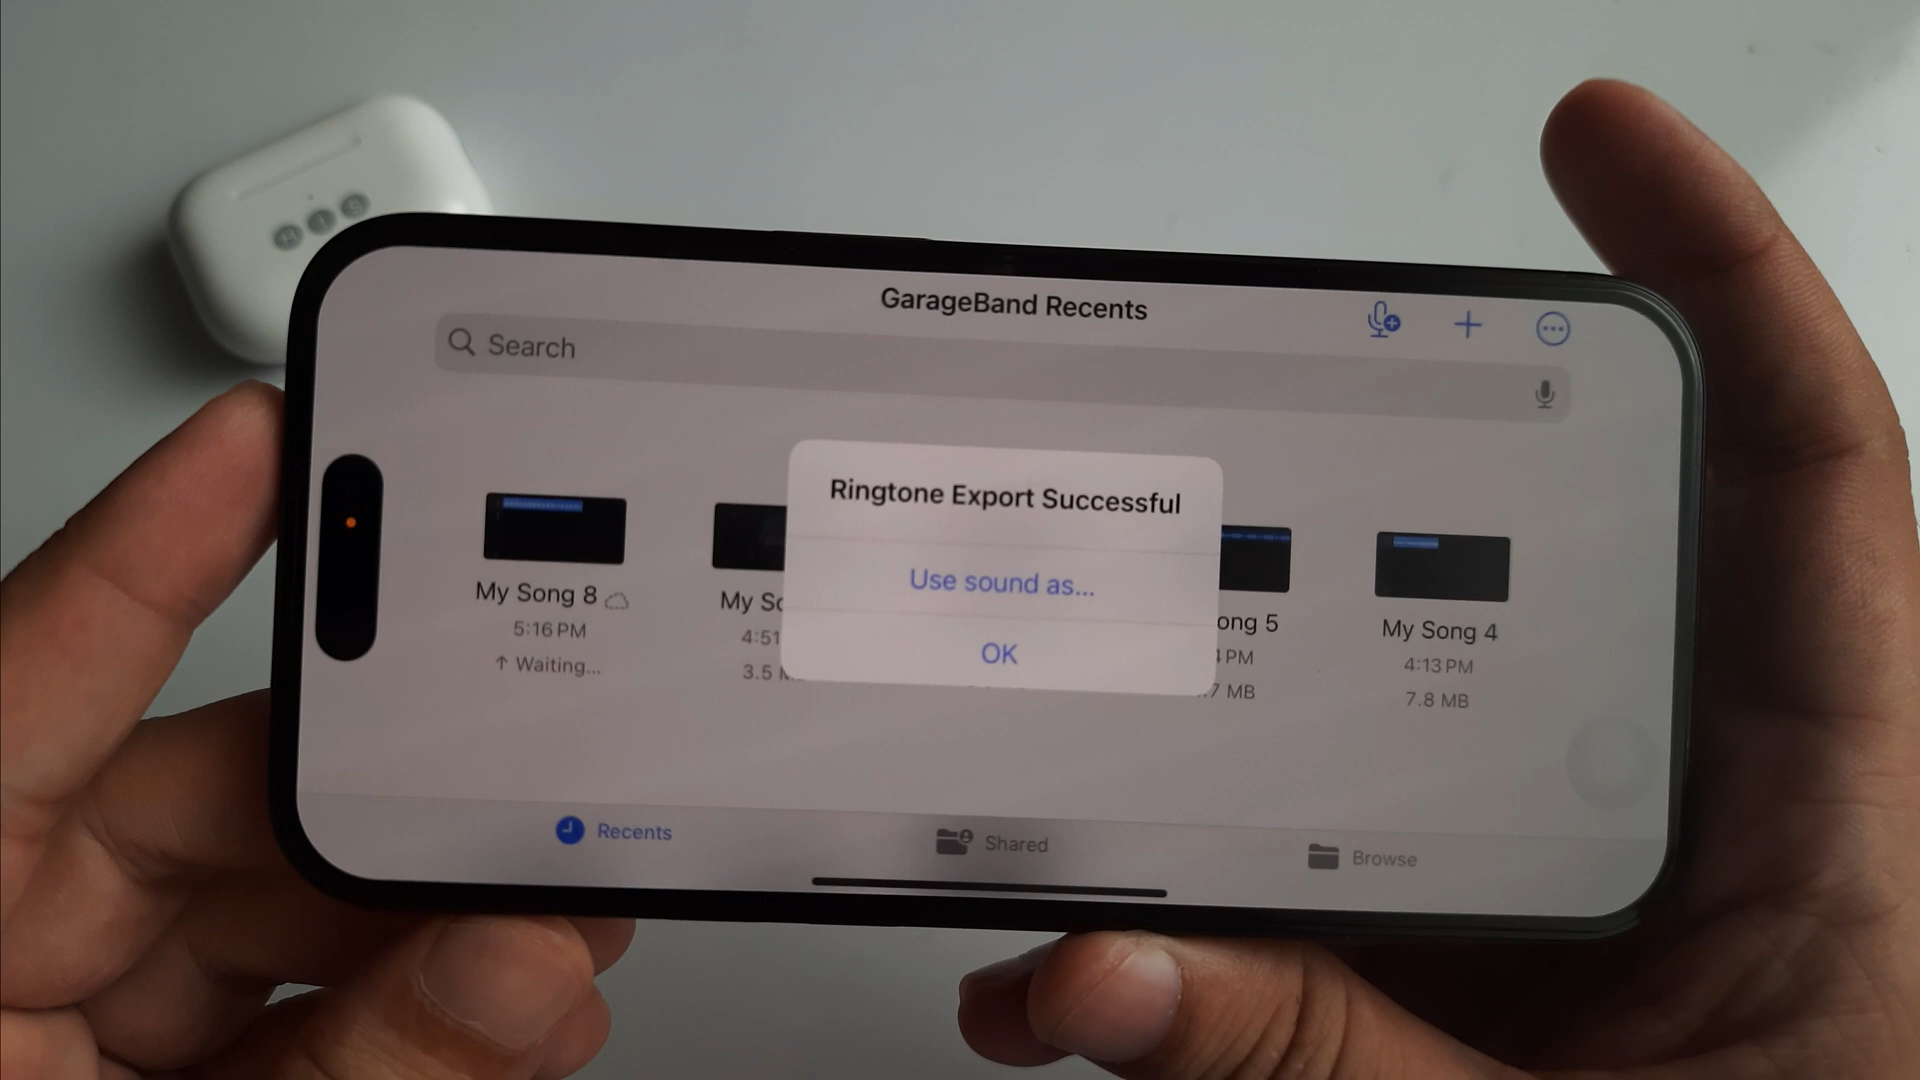 GarageBand Recents
Search
Ringtone Export Successful
Use sound as...
OK
My Song 8
5:16 PM
↑ Waiting...
My So
4:51
3.5
ong 5
PM
7 MB
My Song 4
4:13 PM
7.8 MB
Recents
Shared
Browse